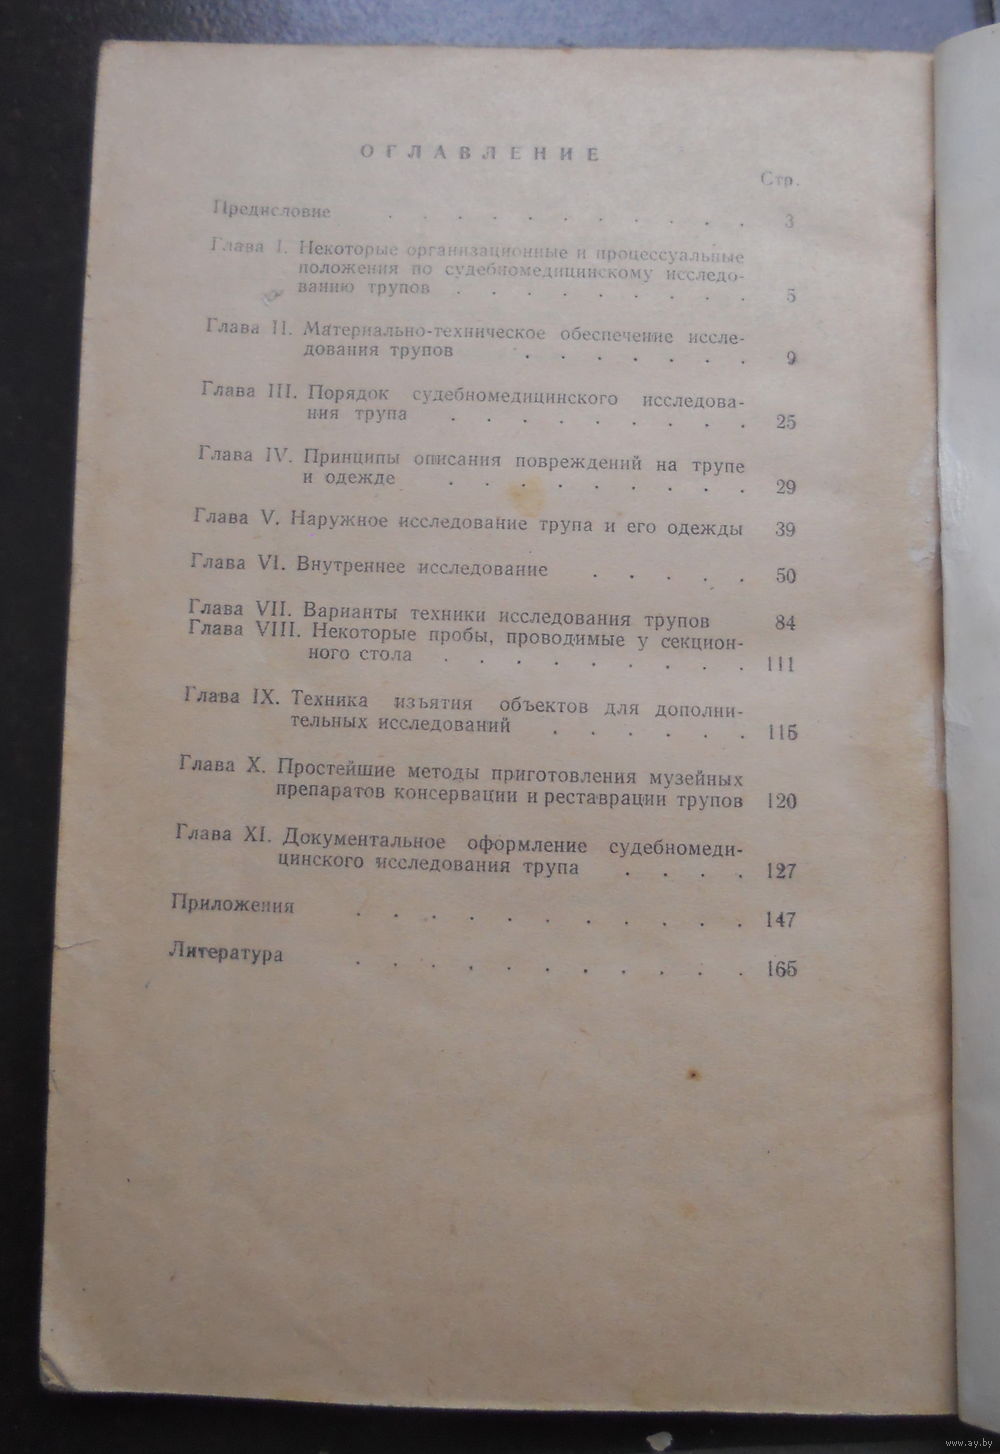 ОГЛАВЛЕНИЕ
Стр.
Предисловие . . . . . . . . . . . 3
Глава I. Некоторые организационные и процессуальные
положения по судебномедицинскому исследо-
ванию трупов . . . . . . . . . 5
Глава II. Материально-техническое обеспечение иссле-
дования трупов . . . . . . . 9
Глава III. Порядок судебномедицинского исследова-
ния трупа . . . . . . . . . 25
Глава IV. Принципы описания повреждений на трупе
и одежде . . . . . . . . . 29
Глава V. Наружное исследование трупа и его одежды 39
Глава VI. Внутреннее исследование . . . . . 50
Глава VII. Варианты техники исследования трупов 84
Глава VIII. Некоторые пробы, проводимые у секцион-
ного стола . . . . . . . . . 111
Глава IX. Техника изъятия объектов для дополни-
тельных исследований . . . . . . 115
Глава X. Простейшие методы приготовления музейных
препаратов консервации и реставрации трупов 120
Глава XI. Документальное оформление судебномеди-
цинского исследования трупа . . . . 127
Приложения . . . . . . . . . . . 147
Литература . . . . . . . . . . . 165
www.ay.by